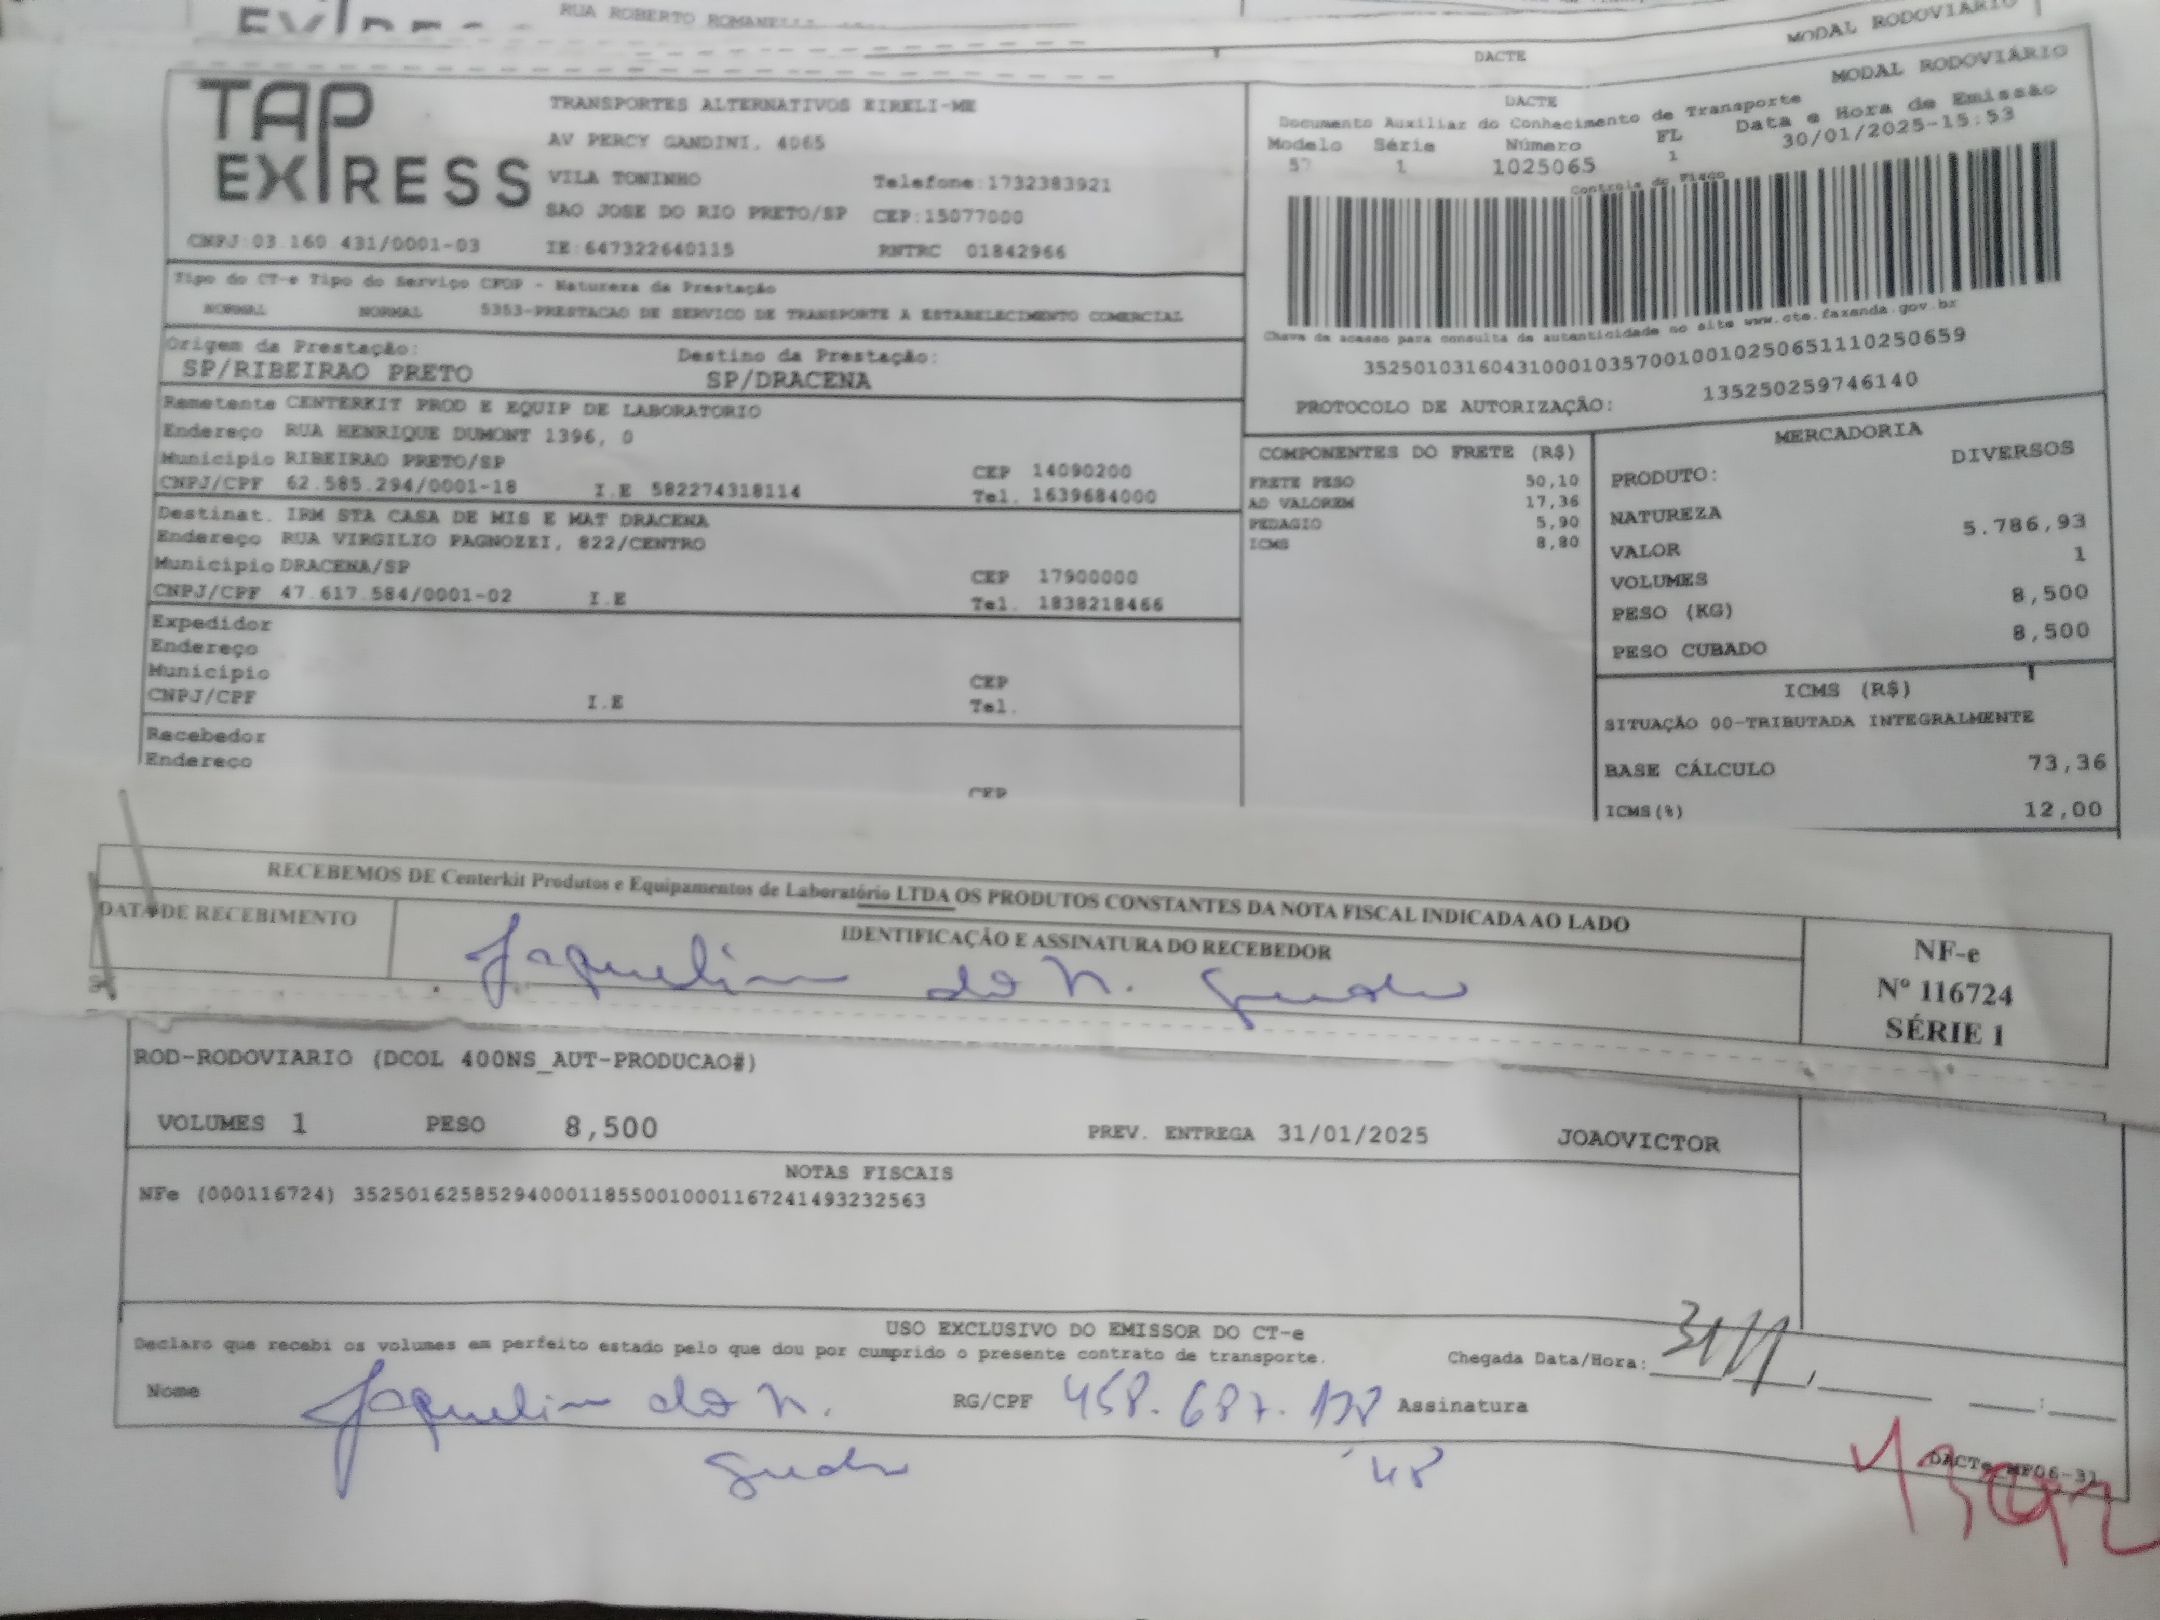 RUA ROBERTO ROMANELLI
MODAL RODOVIÁRIO
DACTE
TAP EXPRESS
TRANSPORTES ALTERNATIVOS EIRELI-ME
AV PERCY GANDINI, 4065
VILA TONINHO Telefone:1732383921
SAO JOSE DO RIO PRETO/SP CEP:15077000
CNPJ:03.160.431/0001-03 IE:647322640115 RNTRC 01842966
MODAL RODOVIÁRIO
DACTE
Documento Auxiliar do Conhecimento de Transporte
Modelo Série Número FL Data e Hora de Emissão
57 1 1025065 1 30/01/2025-15:53
Controle do Fisco
Chave de acesso para consulta de autenticidade no site www.cte.fazenda.gov.br
35250103160431000103570010010250651110250659
PROTOCOLO DE AUTORIZAÇÃO: 135250259746140
Tipo do CT-e Tipo do Serviço CFOP - Natureza da Prestação
NORMAL NORMAL 5353-PRESTACAO DE SERVICO DE TRANSPORTE A ESTABELECIMENTO COMERCIAL
Origem da Prestação: Destino da Prestação:
SP/RIBEIRAO PRETO SP/DRACENA
Remetente CENTERKIT PROD E EQUIP DE LABORATORIO
Endereço RUA HENRIQUE DUMONT 1396, 0
Municipio RIBEIRAO PRETO/SP CEP 14090200
CNPJ/CPF 62.585.294/0001-18 I.E 582274318114 Tel. 1639684000
Destinat. IRM STA CASA DE MIS E MAT DRACENA
Endereço RUA VIRGILIO PAGNOZZI, 822/CENTRO
Municipio DRACENA/SP CEP 17900000
CNPJ/CPF 47.617.584/0001-02 I.E Tel. 1838218466
Expedidor
Endereço
Municipio CEP
CNPJ/CPF I.E Tel.
Recebedor
Endereço
CEP
COMPONENTES DO FRETE (R$)
FRETE PESO 50,10
AD VALOREM 17,36
PEDAGIO 5,90
ICMS 8,80
MERCADORIA
PRODUTO: DIVERSOS
NATUREZA
VALOR 5.786,93
VOLUMES 1
PESO (KG) 8,500
PESO CUBADO 8,500
ICMS (R$)
SITUAÇÃO 00-TRIBUTADA INTEGRALMENTE
BASE CÁLCULO 73,36
ICMS(%) 12,00
RECEBEMOS DE Centerkit Produtos e Equipamentos de Laboratório LTDA OS PRODUTOS CONSTANTES DA NOTA FISCAL INDICADA AO LADO
DATA DE RECEBIMENTO IDENTIFICAÇÃO E ASSINATURA DO RECEBEDOR
NF-e
Nº 116724
SÉRIE 1
ROD-RODOVIARIO (DCOL 400NS_AUT-PRODUCAO#)
VOLUMES 1 PESO 8,500 PREV. ENTREGA 31/01/2025 JOAOVICTOR
NOTAS FISCAIS
NFe (000116724) 35250162585294000118550010001167241493232563
USO EXCLUSIVO DO EMISSOR DO CT-e
Declaro que recebi os volumes em perfeito estado pelo que dou por cumprido o presente contrato de transporte. Chegada Data/Hora:
Nome RG/CPF Assinatura